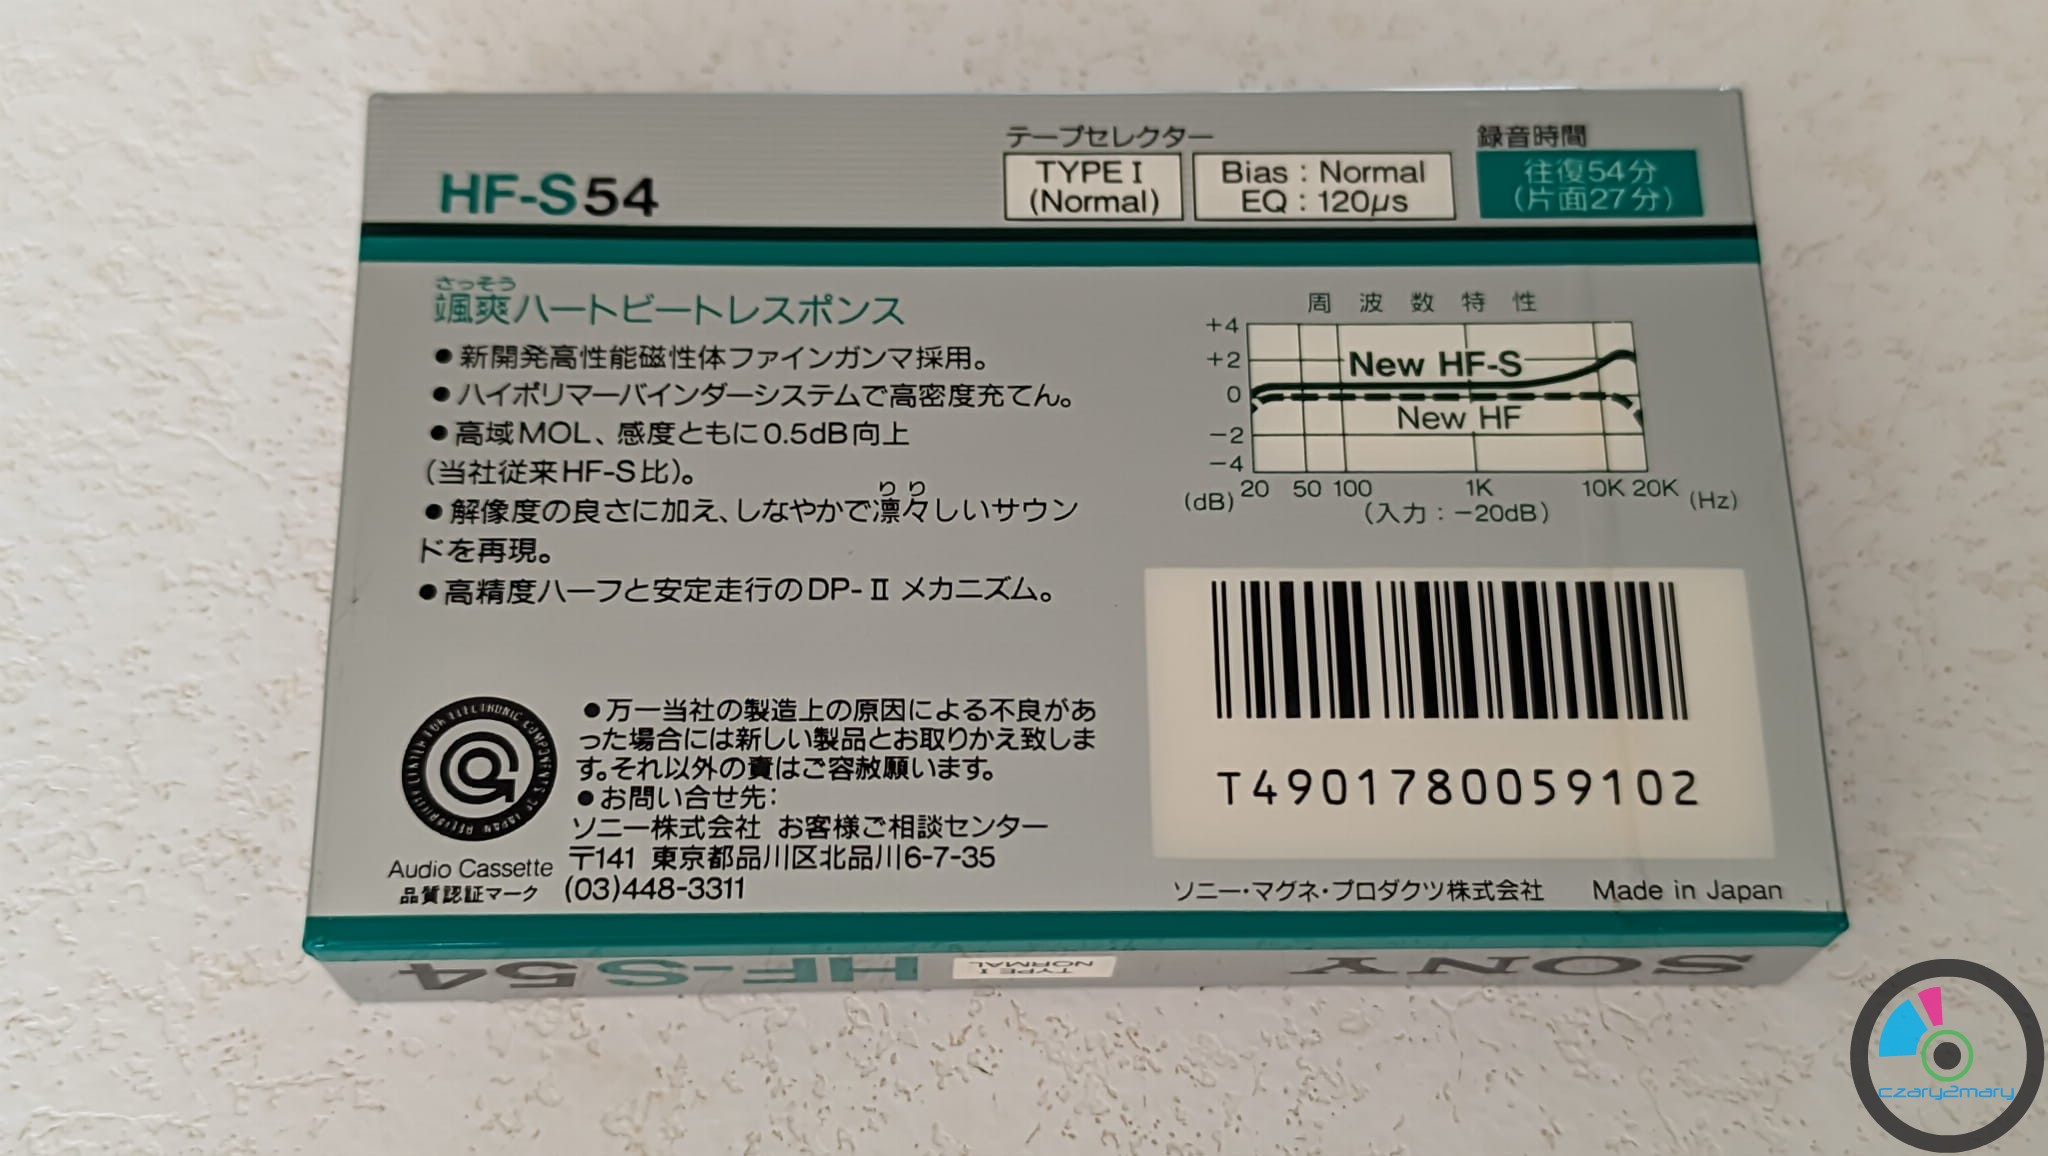 テープセレクター
録音時間
HF-S54
TYPE I
(Normal)
Bias : Normal
EQ : 120μs
往復54分
(片面27分)
さっそう
颯爽ハートビートレスポンス
●新開発高性能磁性体ファインガンマ採用。
●ハイポリマーバインダーシステムで高密度充てん。
●高域MOL、感度ともに0.5dB向上
(当社従来HF-S比)。
りり
●解像度の良さに加え、しなやかで凛々しいサウン
ドを再現。
●高精度ハーフと安定走行のDP-II メカニズム。
周波数特性
+4
+2
0
-2
-4
New HF-S
New HF
(dB) 20 50 100 1K 10K 20K (Hz)
(入力：-20dB)
●万一当社の製造上の原因による不良があ
った場合には新しい製品とお取りかえ致しま
す。それ以外の責はご容赦願います。
●お問い合せ先：
ソニー株式会社 お客様ご相談センター
〒141 東京都品川区北品川6-7-35
(03)448-3311
RELIABILITY CENTER FOR ELECTRONIC COMPONENTS OF JAPAN
Audio Cassette
品質認証マーク
T4901780059102
ソニー・マグネ・プロダクツ株式会社 Made in Japan
SONY
TYPE I
NORMAL
HF-S54
czary2mary